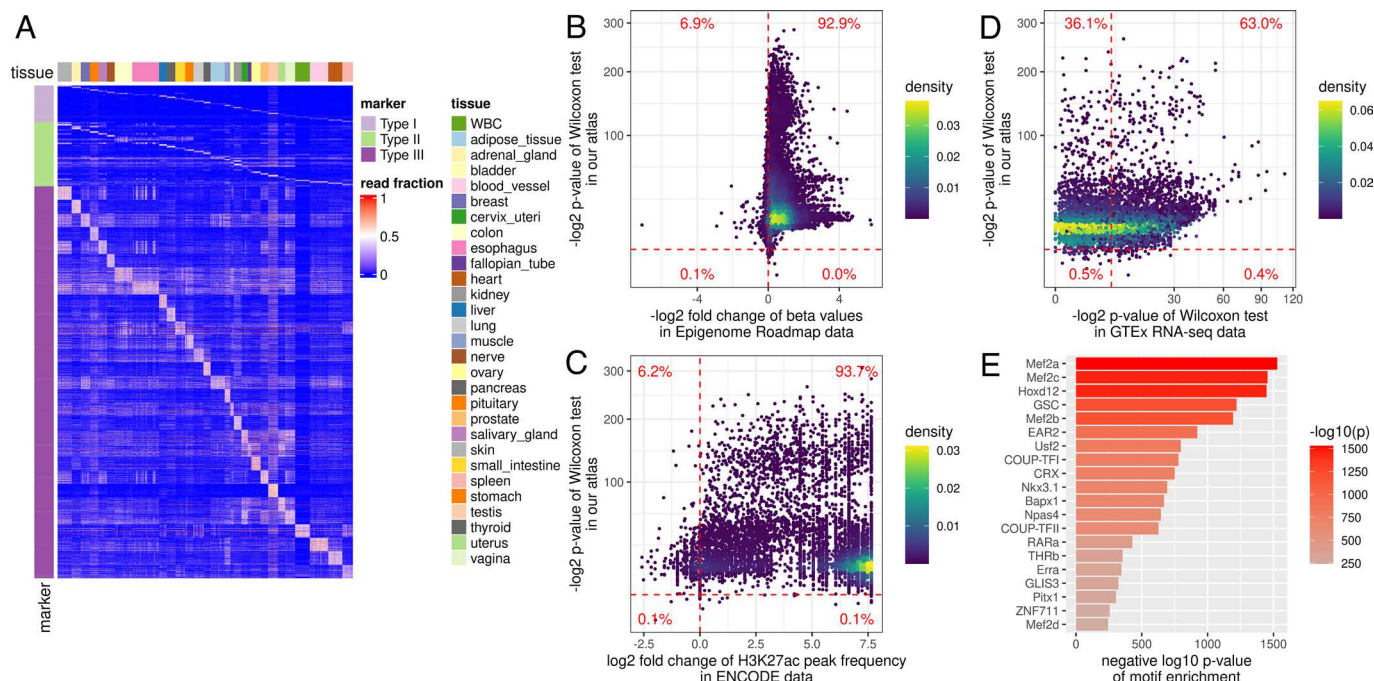 A
tissue
marker
Type I
Type II
Type III
read fraction
1
0.5
0
marker
tissue
WBC
adipose_tissue
adrenal_gland
bladder
blood_vessel
breast
cervix_uteri
colon
esophagus
fallopian_tube
heart
kidney
liver
lung
muscle
nerve
ovary
pancreas
pituitary
prostate
salivary_gland
skin
small_intestine
spleen
stomach
testis
thyroid
uterus
vagina
B
-log2 p-value of Wilcoxon test
in our atlas
300
200
100
6.9%
92.9%
0.1%
0.0%
-4
0
4
-log2 fold change of beta values
in Epigenome Roadmap data
density
0.03
0.02
0.01
C
-log2 p-value of Wilcoxon test
in our atlas
300
200
100
6.2%
93.7%
0.1%
0.1%
-2.5
0.0
2.5
5.0
7.5
log2 fold change of H3K27ac peak frequency
in ENCODE data
density
0.03
0.02
0.01
D
-log2 p-value of Wilcoxon test
in our atlas
300
200
100
36.1%
63.0%
0.5%
0.4%
0
30
60
90
120
-log2 p-value of Wilcoxon test
in GTEx RNA-seq data
density
0.06
0.04
0.02
E
Mef2a
Mef2c
Hoxd12
GSC
Mef2b
EAR2
Usf2
COUP-TFI
CRX
Nkx3.1
Bapx1
Npas4
COUP-TFII
RARa
THRb
Erra
GLIS3
Pitx1
ZNF711
Mef2d
0
500
1000
1500
negative log10 p-value
of motif enrichment
-log10(p)
1500
1250
1000
750
500
250